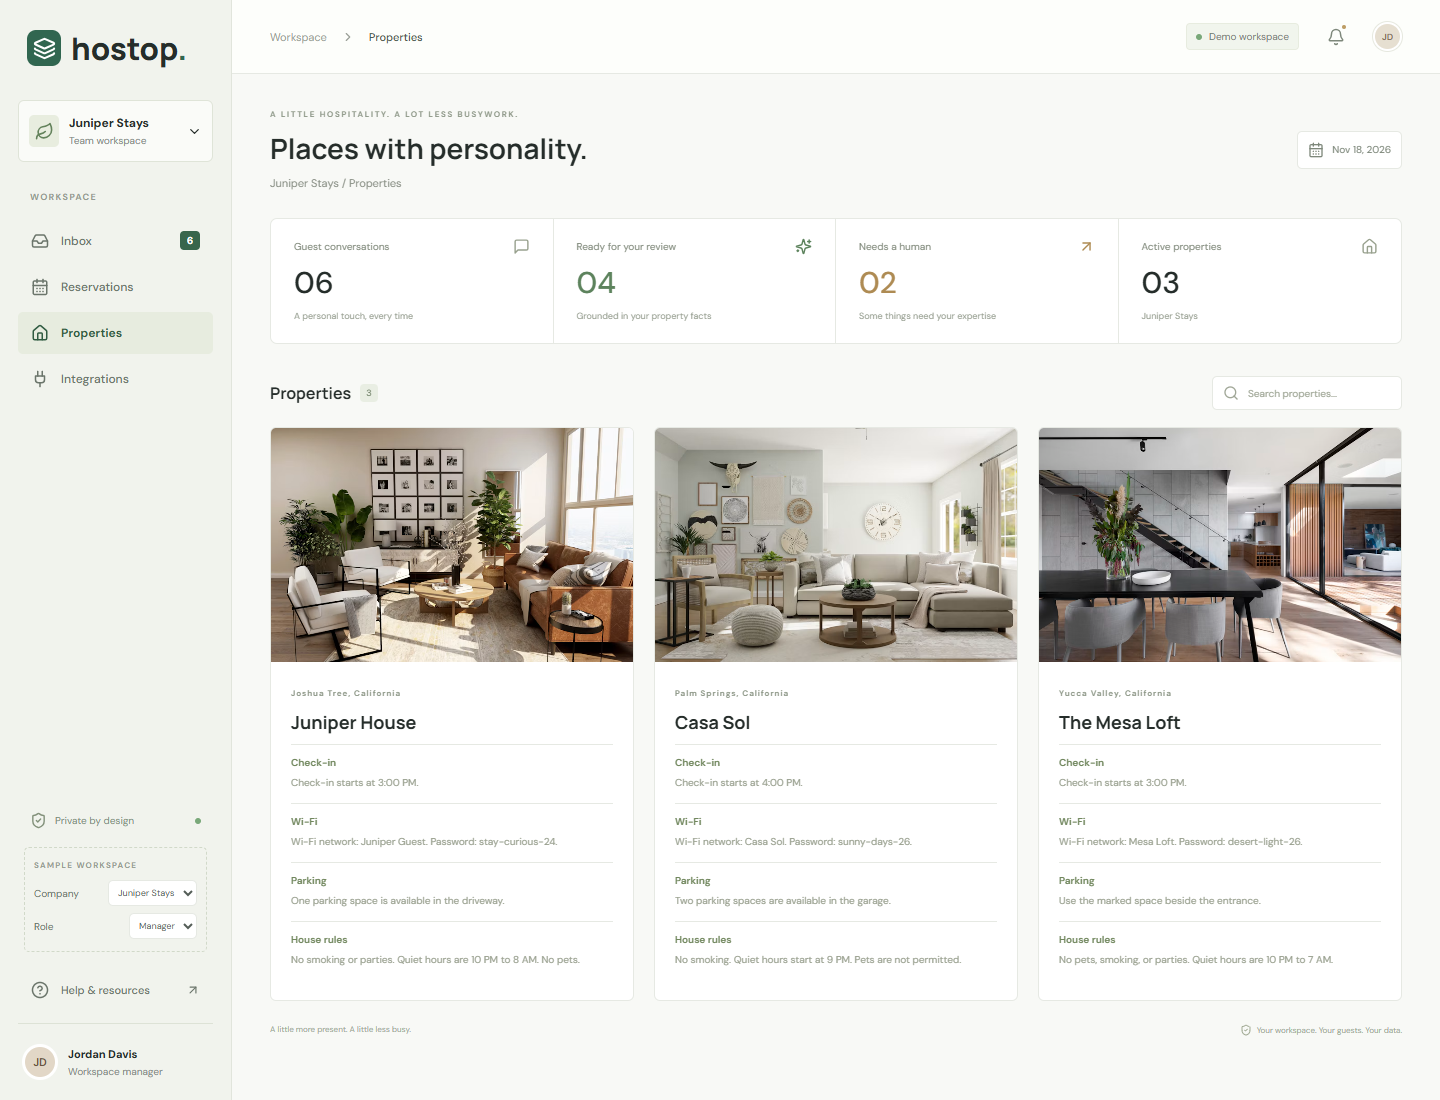 hostop.
Juniper Stays
Team workspace
WORKSPACE
Inbox
6
Reservations
Properties
Integrations
Private by design
SAMPLE WORKSPACE
Company
Juniper Stays
Role
Manager
Help & resources
JD
Jordan Davis
Workspace manager
Workspace
Properties
Demo workspace
JD
A LITTLE HOSPITALITY. A LOT LESS BUSYWORK.
Places with personality.
Juniper Stays / Properties
Nov 18, 2026
Guest conversations
06
A personal touch, every time
Ready for your review
04
Grounded in your property facts
Needs a human
02
Some things need your expertise
Active properties
03
Juniper Stays
Properties
3
Search properties...
Joshua Tree, California
Juniper House
Check-in
Check-in starts at 3:00 PM.
Wi-Fi
Wi-Fi network: Juniper Guest. Password: stay-curious-24.
Parking
One parking space is available in the driveway.
House rules
No smoking or parties. Quiet hours are 10 PM to 8 AM. No pets.
Palm Springs, California
Casa Sol
Check-in
Check-in starts at 4:00 PM.
Wi-Fi
Wi-Fi network: Casa Sol. Password: sunny-days-26.
Parking
Two parking spaces are available in the garage.
House rules
No smoking. Quiet hours start at 9 PM. Pets are not permitted.
Yucca Valley, California
The Mesa Loft
Check-in
Check-in starts at 3:00 PM.
Wi-Fi
Wi-Fi network: Mesa Loft. Password: desert-light-26.
Parking
Use the marked space beside the entrance.
House rules
No pets, smoking, or parties. Quiet hours are 10 PM to 7 AM.
A little more present. A little less busy.
Your workspace. Your guests. Your data.